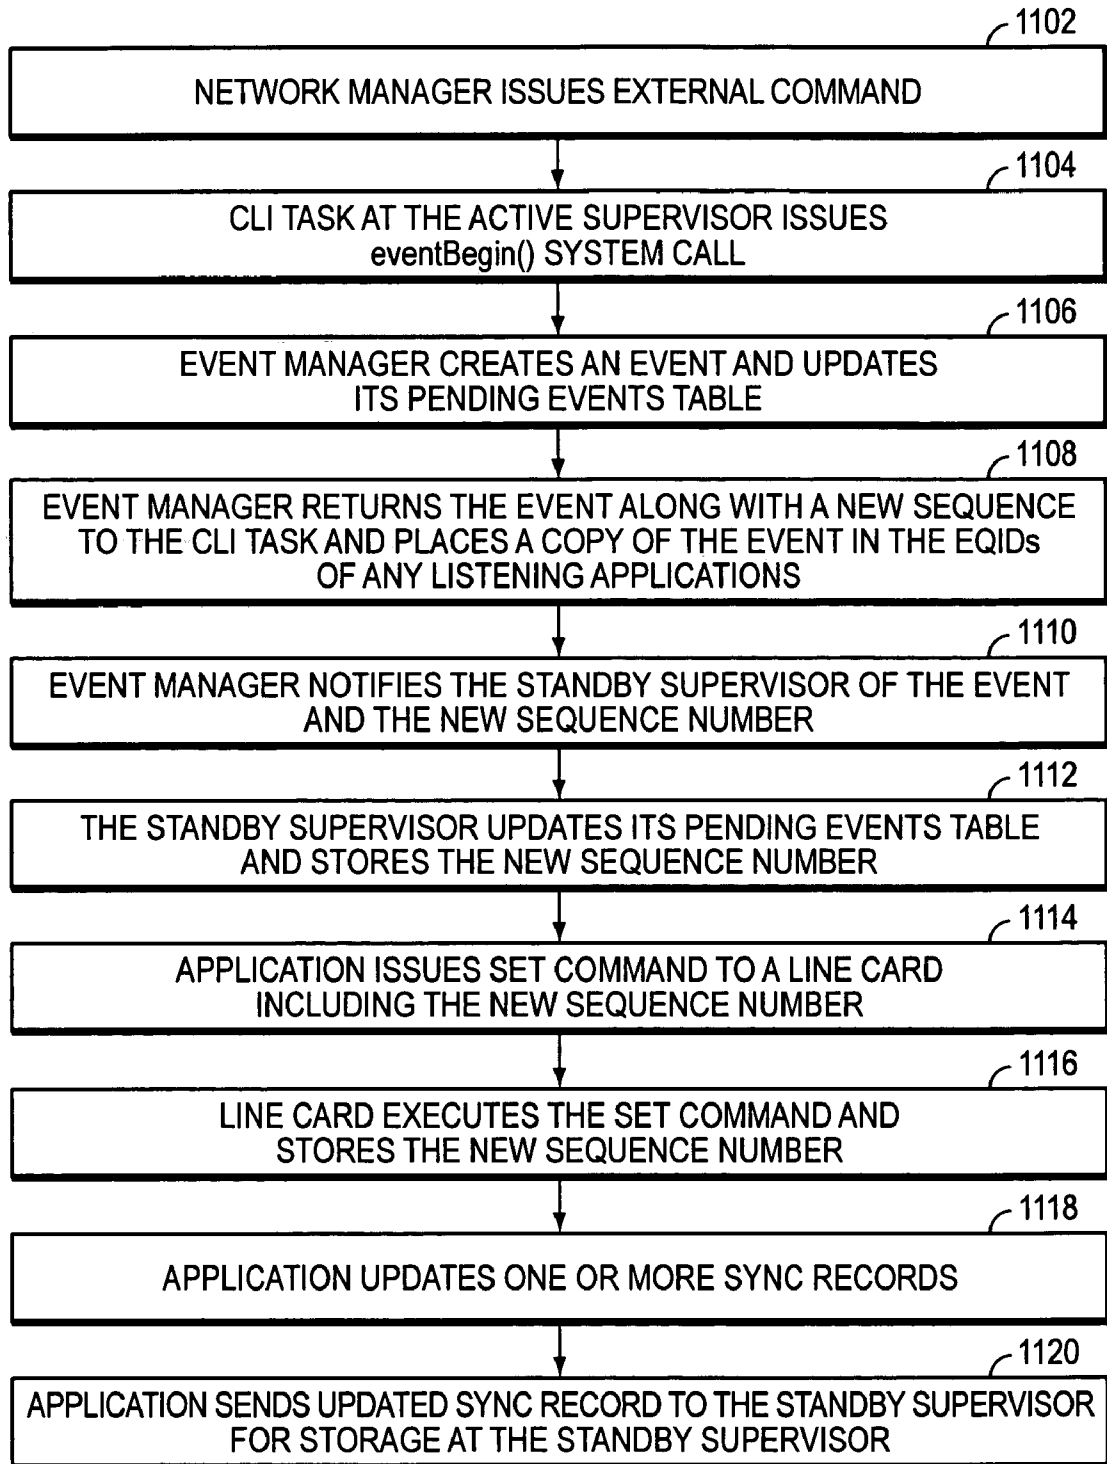 1102
NETWORK MANAGER ISSUES EXTERNAL COMMAND
1104
CLI TASK AT THE ACTIVE SUPERVISOR ISSUES
eventBegin() SYSTEM CALL
1106
EVENT MANAGER CREATES AN EVENT AND UPDATES
ITS PENDING EVENTS TABLE
1108
EVENT MANAGER RETURNS THE EVENT ALONG WITH A NEW SEQUENCE
TO THE CLI TASK AND PLACES A COPY OF THE EVENT IN THE EQIDs
OF ANY LISTENING APPLICATIONS
1110
EVENT MANAGER NOTIFIES THE STANDBY SUPERVISOR OF THE EVENT
AND THE NEW SEQUENCE NUMBER
1112
THE STANDBY SUPERVISOR UPDATES ITS PENDING EVENTS TABLE
AND STORES THE NEW SEQUENCE NUMBER
1114
APPLICATION ISSUES SET COMMAND TO A LINE CARD
INCLUDING THE NEW SEQUENCE NUMBER
1116
LINE CARD EXECUTES THE SET COMMAND AND
STORES THE NEW SEQUENCE NUMBER
1118
APPLICATION UPDATES ONE OR MORE SYNC RECORDS
1120
APPLICATION SENDS UPDATED SYNC RECORD TO THE STANDBY SUPERVISOR
FOR STORAGE AT THE STANDBY SUPERVISOR